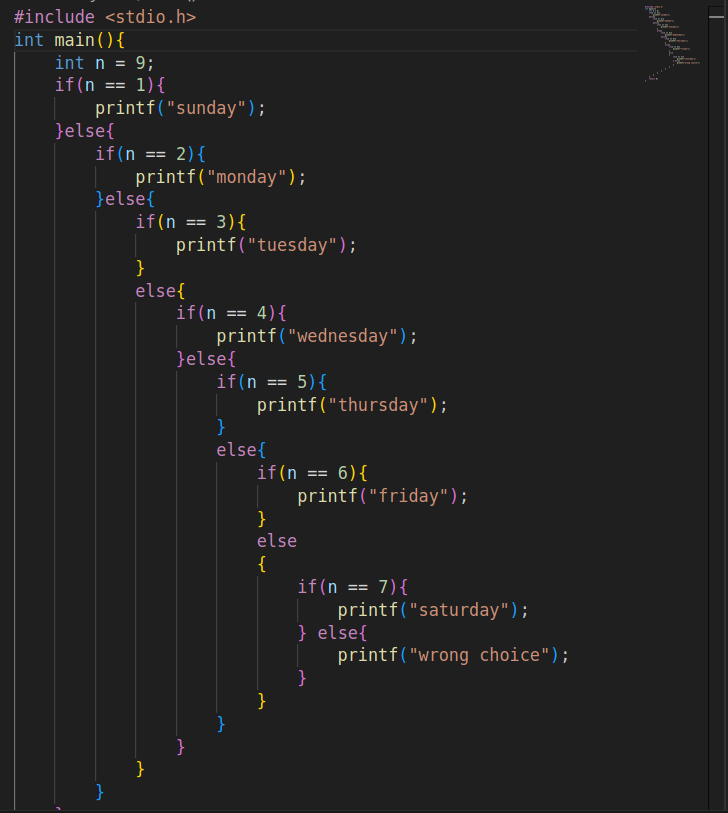 #include <stdio.h>
int main(){
    int n = 9;
    if(n == 1){
        printf("sunday");
    }else{
        if(n == 2){
            printf("monday");
        }else{
            if(n == 3){
                printf("tuesday");
            }
            else{
                if(n == 4){
                    printf("wednesday");
                }else{
                    if(n == 5){
                        printf("thursday");
                    }
                    else{
                        if(n == 6){
                            printf("friday");
                        }
                        else
                        {
                            if(n == 7){
                                printf("saturday");
                            } else{
                                printf("wrong choice");
                            }
                        }
                    }
                }
            }
        }